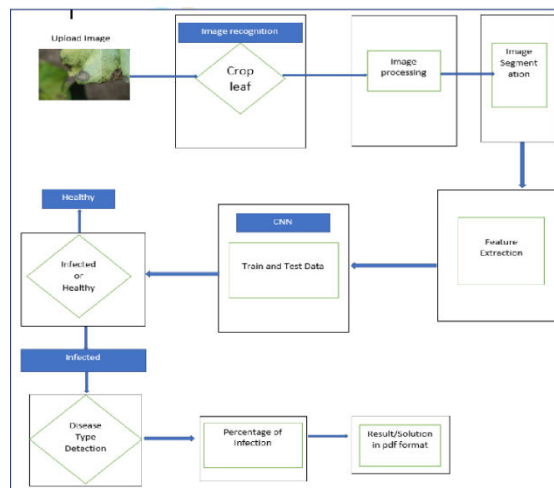 Upload Image
Image recognition
Crop
leaf
Image
processing
Image
Segment
ation
Healthy
CNN
Feature
Extraction
Train and Test Data
Infected
or
Healthy
Infected
Disease
Type
Detection
Percentage of
Infection
Result/Solution
in pdf format